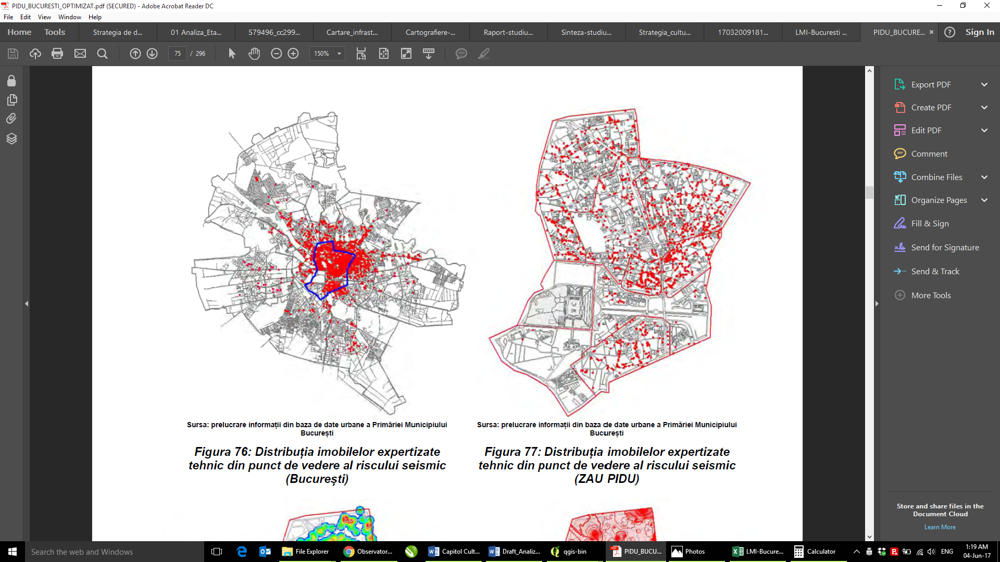 PIDU_BUCURESTI_OPTIMIZAT.pdf (SECURED) - Adobe Acrobat Reader DC
File Edit View Window Help
Home Tools Strategia de d... 01 Analiza_Eta... 579496_cc299... Cartare_infrast... Cartografiere-... Raport-studiu... Sinteza-studiu... Strategia_cultu... 17032009181... LMI-Bucuresti ... PIDU_BUCURE... Sign In
75 / 296 150%
Export PDF
Create PDF
Edit PDF
Comment
Combine Files
Organize Pages
Fill & Sign
Send for Signature
Send & Track
More Tools
Sursa: prelucrare informații din baza de date urbane a Primăriei Municipiului
București
Figura 76: Distribuția imobilelor expertizate
tehnic din punct de vedere al riscului seismic
(București)
Sursa: prelucrare informații din baza de date urbane a Primăriei Municipiului
București
Figura 77: Distribuția imobilelor expertizate
tehnic din punct de vedere al riscului seismic
(ZAU PIDU)
Store and share files in the
Document Cloud
Learn More
Search the web and Windows File Explorer Observator... Capitol Cult... Draft_Analiz... qgis-bin PIDU_BUCU... Photos LMI-Bucure... Calculator ENG
1:19 AM
04-Jun-17